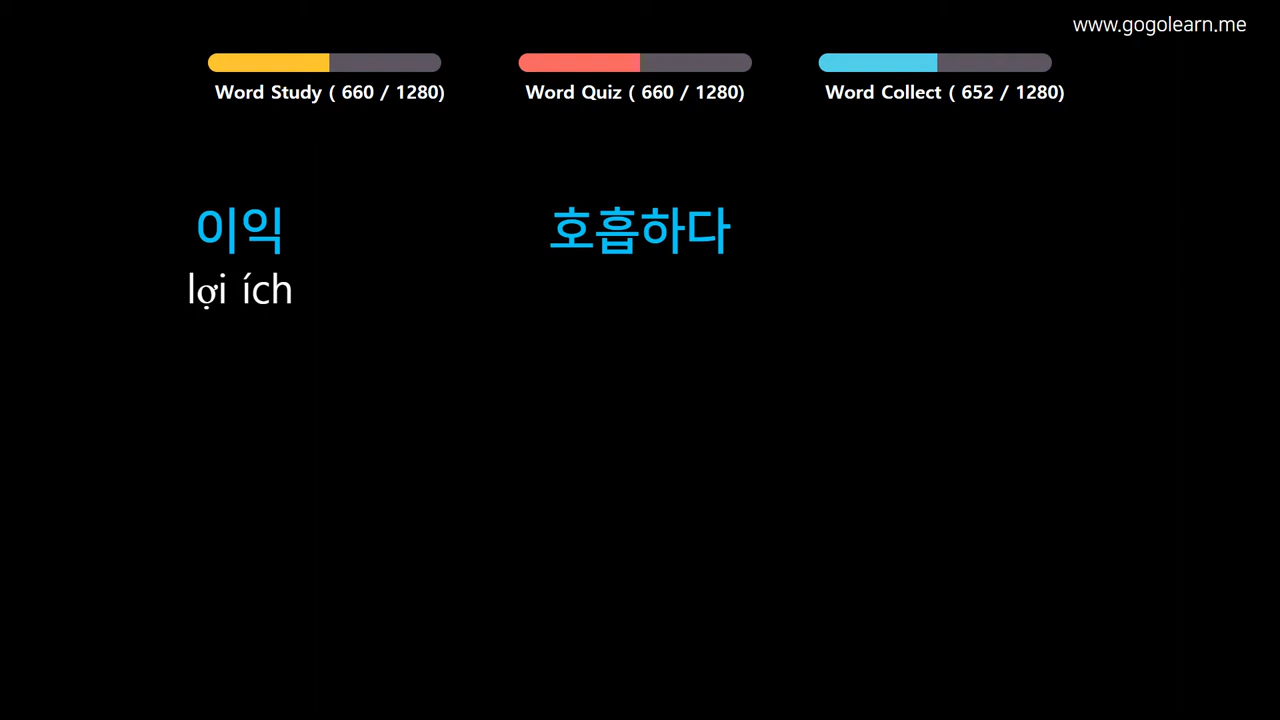 www.gogolearn.me
Word Study ( 660 / 1280)
Word Quiz ( 660 / 1280)
Word Collect ( 652 / 1280)
이익
호흡하다
lợi ích